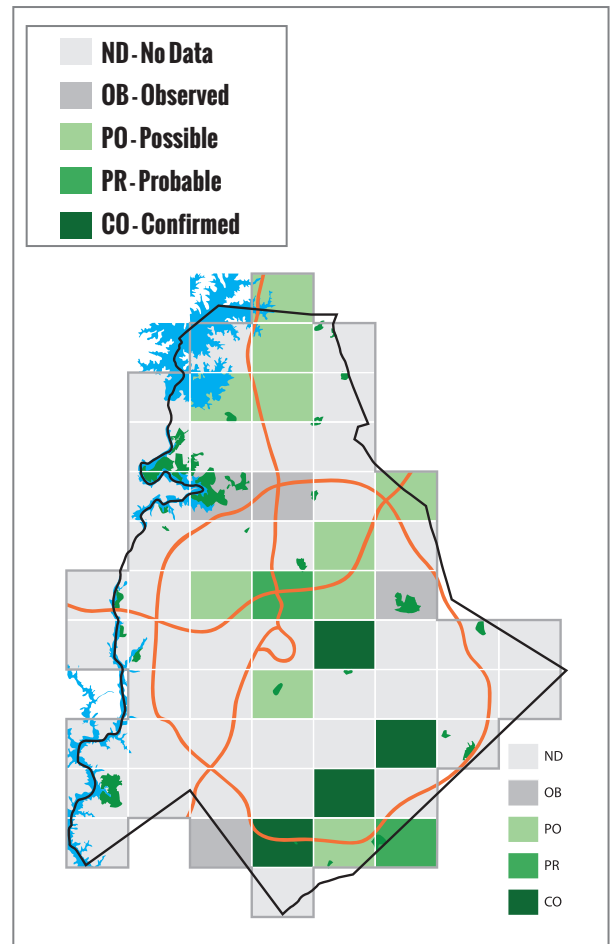 ND - No Data
OB - Observed
PO - Possible
PR - Probable
CO - Confirmed
ND
OB
PO
PR
CO